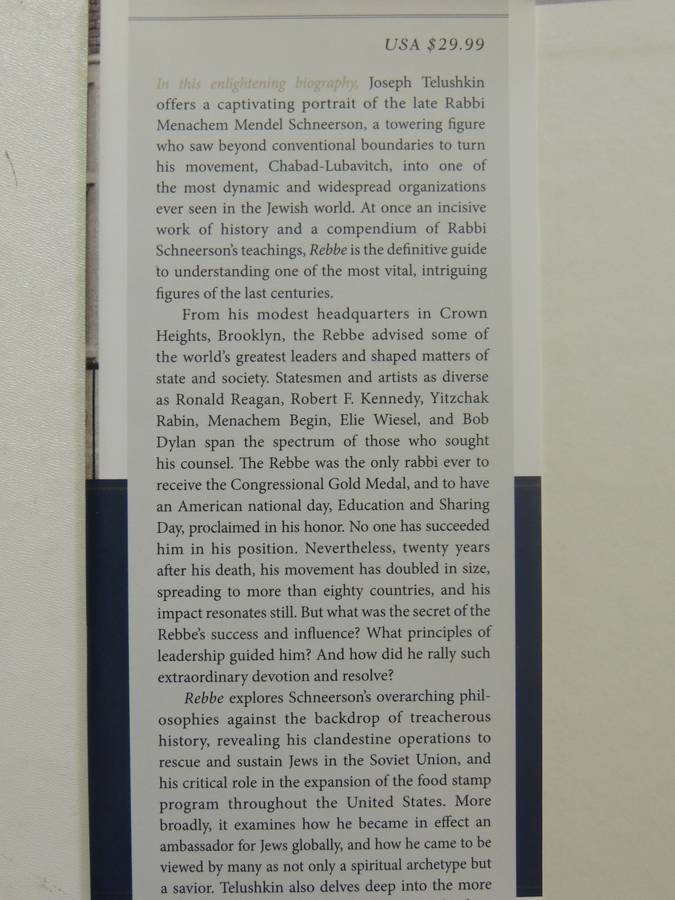 USA $29.99
In this enlightening biography, Joseph Telushkin
offers a captivating portrait of the late Rabbi
Menachem Mendel Schneerson, a towering figure
who saw beyond conventional boundaries to turn
his movement, Chabad-Lubavitch, into one of
the most dynamic and widespread organizations
ever seen in the Jewish world. At once an incisive
work of history and a compendium of Rabbi
Schneerson's teachings, Rebbe is the definitive guide
to understanding one of the most vital, intriguing
figures of the last centuries.
From his modest headquarters in Crown
Heights, Brooklyn, the Rebbe advised some of
the world's greatest leaders and shaped matters of
state and society. Statesmen and artists as diverse
as Ronald Reagan, Robert F. Kennedy, Yitzchak
Rabin, Menachem Begin, Elie Wiesel, and Bob
Dylan span the spectrum of those who sought
his counsel. The Rebbe was the only rabbi ever to
receive the Congressional Gold Medal, and to have
an American national day, Education and Sharing
Day, proclaimed in his honor. No one has succeeded
him in his position. Nevertheless, twenty years
after his death, his movement has doubled in size,
spreading to more than eighty countries, and his
impact resonates still. But what was the secret of the
Rebbe's success and influence? What principles of
leadership guided him? And how did he rally such
extraordinary devotion and resolve?
Rebbe explores Schneerson's overarching phil-
osophies against the backdrop of treacherous
history, revealing his clandestine operations to
rescue and sustain Jews in the Soviet Union, and
his critical role in the expansion of the food stamp
program throughout the United States. More
broadly, it examines how he became in effect an
ambassador for Jews globally, and how he came to be
viewed by many as not only a spiritual archetype but
a savior. Telushkin also delves deep into the more